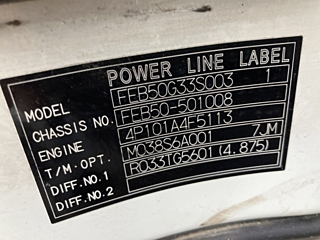 POWER LINE LABEL
MODEL FEB50G33S003 1
CHASSIS NO. FEB50-501008
ENGINE 4P101A4F5113
T/M·OPT. M038S6A001 7JM
DIFF.NO.1 R033TG5601(4.875)
DIFF.NO.2